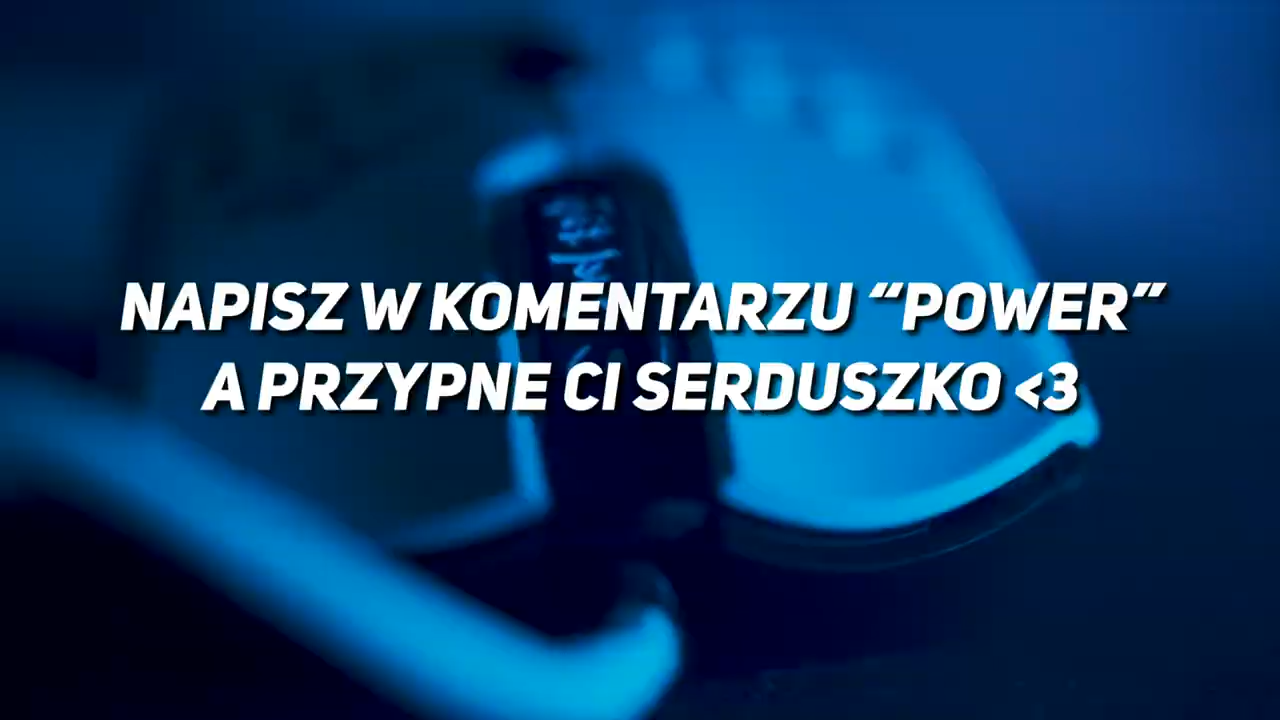 NAPISZ W KOMENTARZU “POWER”
A PRZYPNE CI SERDUSZKO <3